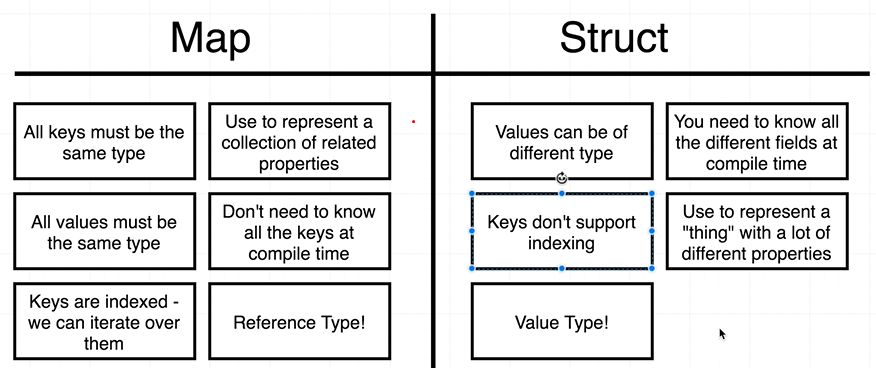 Map
Struct
All keys must be the
same type
Use to represent a
collection of related
properties
Values can be of
different type
You need to know all
the different fields at
compile time
All values must be
the same type
Don't need to know
all the keys at
compile time
Keys don't support
indexing
Use to represent a
"thing" with a lot of
different properties
Keys are indexed -
we can iterate over
them
Reference Type!
Value Type!